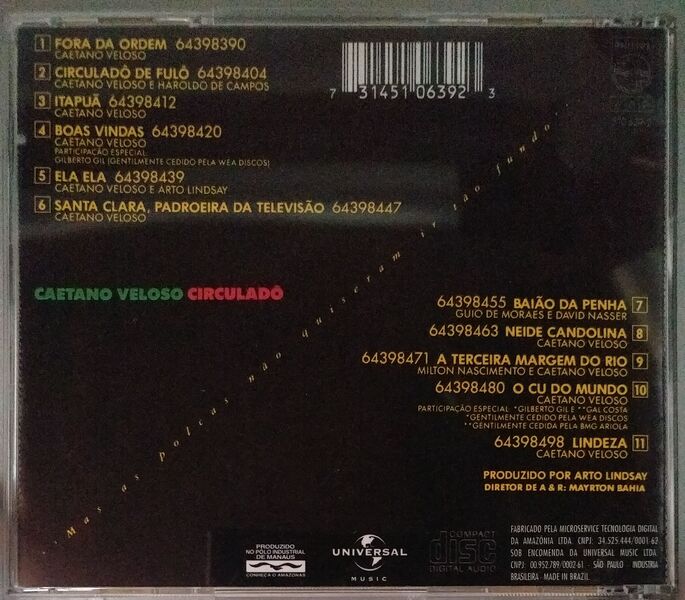 1 FORA DA ORDEM 64398390
CAETANO VELOSO
2 CIRCULADÔ DE FULÔ 64398404
CAETANO VELOSO E HAROLDO DE CAMPOS
3 ITAPUÃ 64398412
CAETANO VELOSO
4 BOAS VINDAS 64398420
CAETANO VELOSO
PARTICIPAÇÃO ESPECIAL:
GILBERTO GIL (GENTILMENTE CEDIDO PELA WEA DISCOS)
5 ELA ELA 64398439
CAETANO VELOSO E ARTO LINDSAY
6 SANTA CLARA, PADROEIRA DA TELEVISÃO 64398447
CAETANO VELOSO
7 31451 06392 3
CAETANO VELOSO CIRCULADÔ
Mas as polcas não quiseram ir tão fundo...
64398455 BAIÃO DA PENHA 7
GUIO DE MORAES E DAVID NASSER
64398463 NEIDE CANDOLINA 8
CAETANO VELOSO
64398471 A TERCEIRA MARGEM DO RIO 9
MILTON NASCIMENTO E CAETANO VELOSO
64398480 O CU DO MUNDO 10
CAETANO VELOSO
PARTICIPAÇÃO ESPECIAL: *GILBERTO GIL E **GAL COSTA
*GENTILMENTE CEDIDO PELA WEA DISCOS
**GENTILMENTE CEDIDA PELA BMG ARIOLA
64398498 LINDEZA 11
CAETANO VELOSO
PRODUZIDO POR ARTO LINDSAY
DIRETOR DE A & R: MAYRTON BAHIA
PRODUZIDO
NO PÓLO INDUSTRIAL
DE MANAUS
CONHEÇA O AMAZONAS
UNIVERSAL
MUSIC
COMPACT
disc
DIGITAL AUDIO
FABRICADO PELA MICROSERVICE TECNOLOGIA DIGITAL
DA AMAZÔNIA LTDA. CNPJ: 34.525.444/0001-62
SOB ENCOMENDA DA UNIVERSAL MUSIC LTDA.
CNPJ: 00.952.789/0002-61 - SÃO PAULO INDÚSTRIA
BRASILEIRA - MADE IN BRAZIL